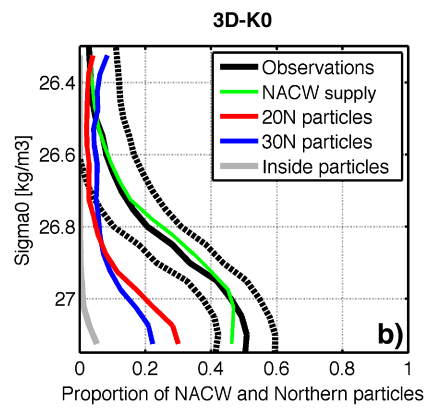 3D-K0
Observations
NACW supply
20N particles
30N particles
Inside particles
26.4
26.6
26.8
27
Sigma0 [kg/m3]
b)
0 0.2 0.4 0.6 0.8 1
Proportion of NACW and Northern particles